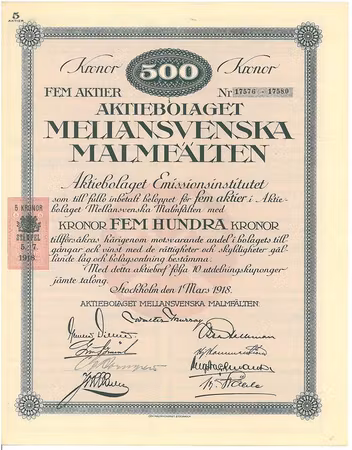 5
AKTIER
Kronor 500 Kronor
FEM AKTIER Nr 17576 - 17580
AKTIEBOLAGET
MELLANSVENSKA
MALMFÄLTEN
Aktiebolaget Emissionsinstitutet
som till fullo inbetalt beloppet för fem aktier i Aktie-
bolaget Mellansvenska Malmfälten med
KRONOR FEM HUNDRA KRONOR
tillförsäkras härigenom motsvarande andel i bolagets till-
gångar och vinst med de rättigheter och skyldigheter gäl-
lande lag och bolagsordning bestämma.
Med detta aktiebref följa 10 utdelningskuponger
jämte talong.
Stockholm den 1 Mars 1918.
AKTIEBOLAGET MELLANSVENSKA MALMFÄLTEN:
5 KRONOR
STÄMPEL
5. 7.
1918